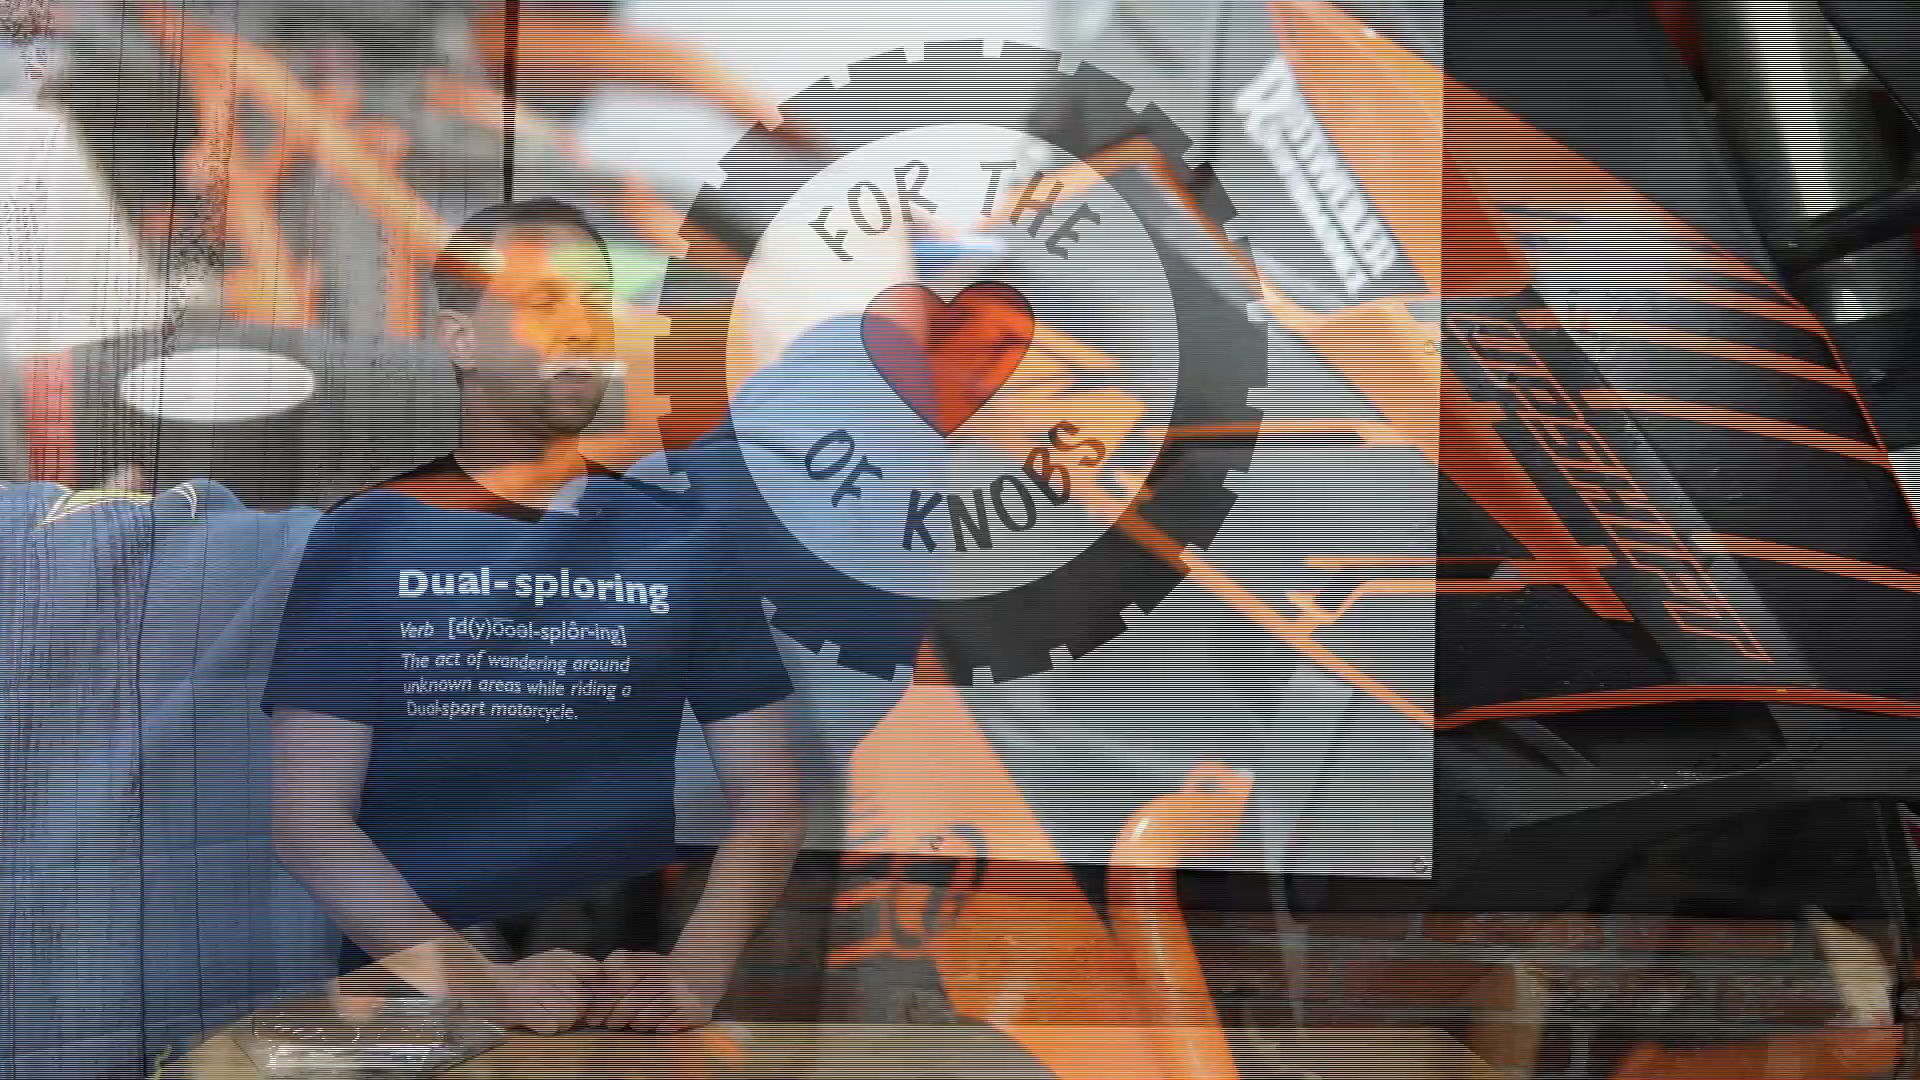 FOR THE
OF KNOBS
Dual-sploring
Verb [d(y)o͞oəl-splôr-ing]
The act of wandering around
unknown areas while riding a
Dual-sport motorcycle.